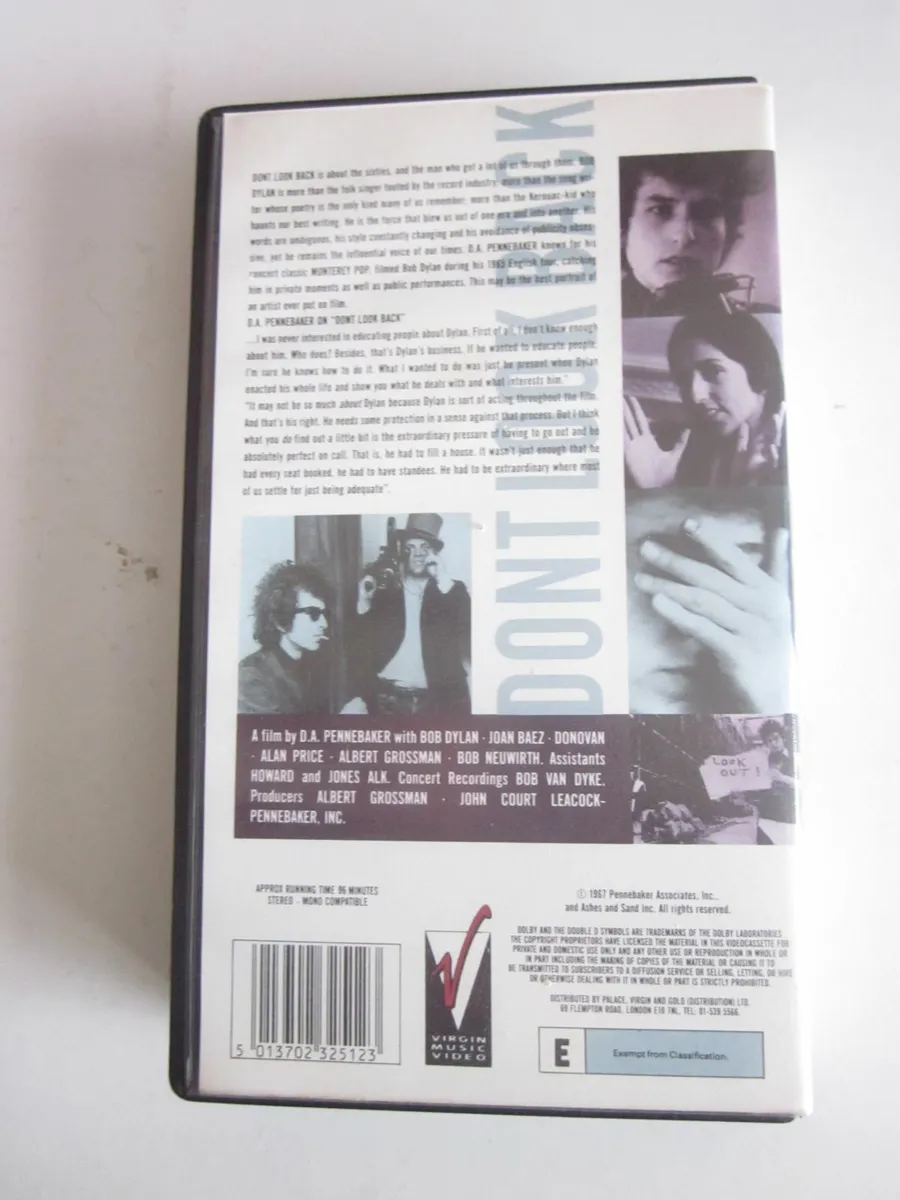 DONT LOOK BACK
DONT LOOK BACK is about the sixties, and the man who got a lot of us through them. BOB
DYLAN is more than the folk singer touted by the record industry; more than the song wri-
ter whose poetry is the only kind many of us remember; more than the Kerouac-kid who
haunts our best writing. He is the force that blew us out of one era and into another. His
words are ambiguous, his style constantly changing and his avoidance of publicity obses-
sive, yet he remains the influential voice of our times. D.A. PENNEBAKER known for his
concert classic MONTEREY POP, filmed Bob Dylan during his 1965 English tour, catching
him in private moments as well as public performances. This may be the best portrait of
an artist ever put on film.
D.A. PENNEBAKER ON "DONT LOOK BACK"
...I was never interested in educating people about Dylan. First of all, I don't know enough
about him. Who does? Besides, that's Dylan's business. If he wanted to educate people,
I'm sure he knows how to do it. What I wanted to do was just be present when Dylan
enacted his whole life and show you what he deals with and what interests him."
"It may not be so much about Dylan because Dylan is sort of acting throughout the film.
And that's his right. He needs some protection in a sense against that process. But I think
what you do find out a little bit is the extraordinary pressure of having to go out and be
absolutely perfect on call. That is, he had to fill a house. It wasn't just enough that he
had every seat booked, he had to have standees. He had to be extraordinary where most
of us settle for just being adequate".
A film by D.A. PENNEBAKER with BOB DYLAN · JOAN BAEZ · DONOVAN
· ALAN PRICE · ALBERT GROSSMAN · BOB NEUWIRTH. Assistants
HOWARD and JONES ALK. Concert Recordings BOB VAN DYKE.
Producers ALBERT GROSSMAN · JOHN COURT LEACOCK-
PENNEBAKER, INC.
LOOK
OUT!
APPROX RUNNING TIME 96 MINUTES
STEREO - MONO COMPATIBLE
5 013702 325123
VIRGIN
MUSIC
VIDEO
© 1967 Pennebaker Associates, Inc..
and Ashes and Sand Inc. All rights reserved.
DOLBY AND THE DOUBLE D SYMBOLS ARE TRADEMARKS OF THE DOLBY LABORATORIES
THE COPYRIGHT PROPRIETORS HAVE LICENSED THE MATERIAL IN THIS VIDEOCASSETTE FOR
PRIVATE AND DOMESTIC USE ONLY AND ANY OTHER USE OR REPRODUCTION IN WHOLE OR
IN PART INCLUDING THE MAKING OF COPIES OF THE MATERIAL OR CAUSING IT TO
BE TRANSMITTED TO SUBSCRIBERS TO A DIFFUSION SERVICE OR SELLING, LETTING, OR HIRE
OR OTHERWISE DEALING WITH IT IN WHOLE OR PART IS STRICTLY PROHIBITED.
DISTRIBUTED BY PALACE, VIRGIN AND GOLD (DISTRIBUTION) LTD.
69 FLEMPTON ROAD, LONDON E10 7NL, TEL: 01-539 5566.
E
Exempt from Classification.